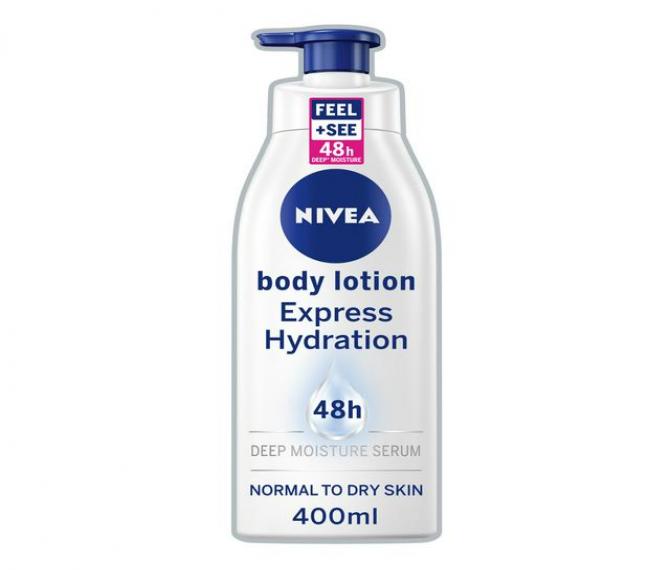 FEEL
+SEE
48h
DEEP* MOISTURE
NIVEA
body lotion
Express
Hydration
48h
DEEP MOISTURE SERUM
NORMAL TO DRY SKIN
400ml